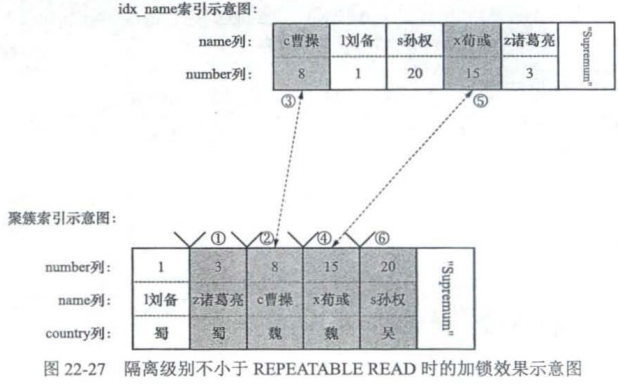 idx_name索引示意图:
name列: c曹操 l刘备 s孙权 x荀彧 z诸葛亮 "Supremum"
number列: 8 1 20 15 3
③ ⑤
聚簇索引示意图:
① ② ④ ⑥
number列: 1 3 8 15 20 "Supremum"
name列: l刘备 z诸葛亮 c曹操 x荀彧 s孙权
country列: 蜀 蜀 魏 魏 吴
图 22-27 隔离级别不小于 REPEATABLE READ 时的加锁效果示意图